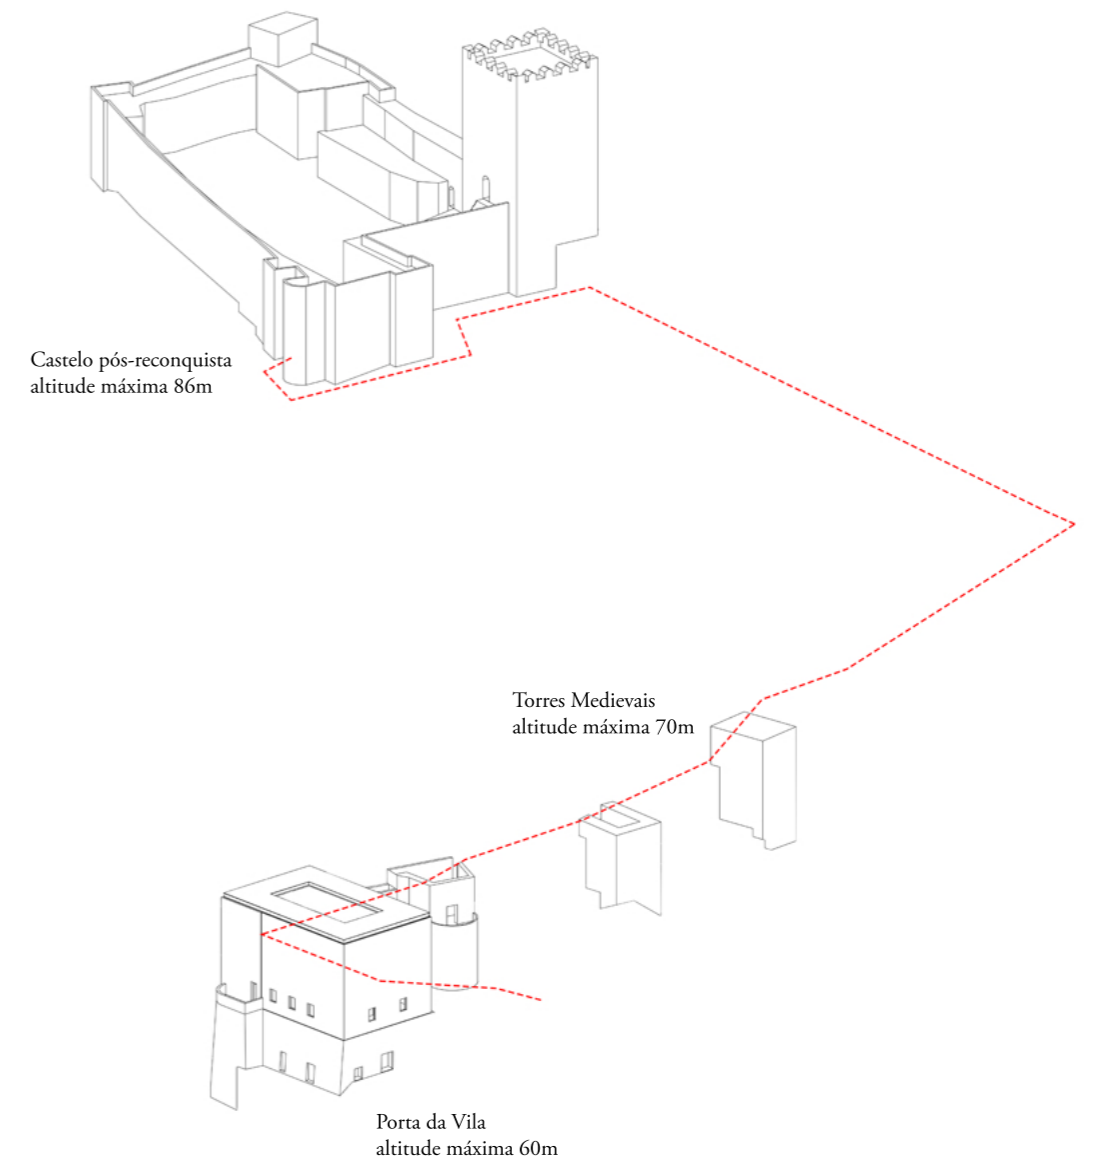 Castelo pós-reconquista
altitude máxima 86m
Torres Medievais
altitude máxima 70m
Porta da Vila
altitude máxima 60m